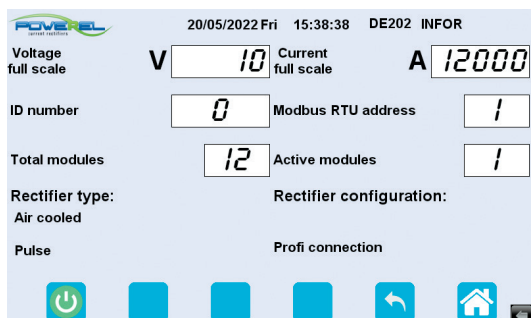 POWEREL
current rectifiers
20/05/2022 Fri 15:38:38 DE202 INFOR
Voltage full scale V 10 Current full scale A 12000
ID number 0 Modbus RTU address 1
Total modules 12 Active modules 1
Rectifier type: Rectifier configuration:
Air cooled
Pulse Profi connection